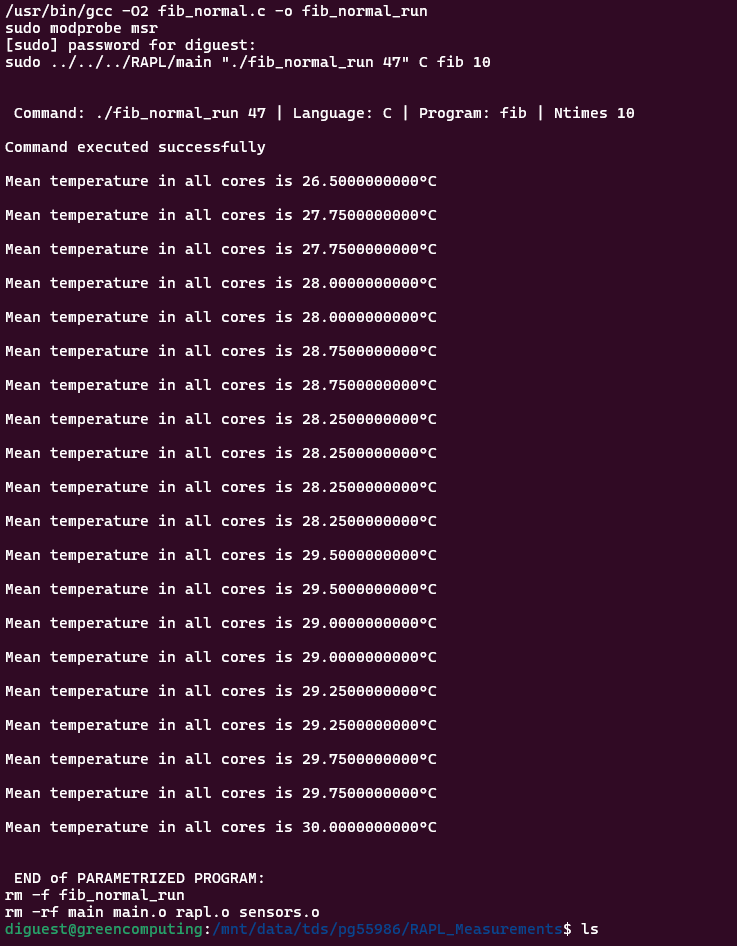 /usr/bin/gcc -O2 fib_normal.c -o fib_normal_run
sudo modprobe msr
[sudo] password for diguest:
sudo ../../../RAPL/main "./fib_normal_run 47" C fib 10
Command: ./fib_normal_run 47 | Language: C | Program: fib | Ntimes 10
Command executed successfully
Mean temperature in all cores is 26.5000000000°C
Mean temperature in all cores is 27.7500000000°C
Mean temperature in all cores is 27.7500000000°C
Mean temperature in all cores is 28.0000000000°C
Mean temperature in all cores is 28.0000000000°C
Mean temperature in all cores is 28.7500000000°C
Mean temperature in all cores is 28.7500000000°C
Mean temperature in all cores is 28.2500000000°C
Mean temperature in all cores is 28.2500000000°C
Mean temperature in all cores is 28.2500000000°C
Mean temperature in all cores is 28.2500000000°C
Mean temperature in all cores is 29.5000000000°C
Mean temperature in all cores is 29.5000000000°C
Mean temperature in all cores is 29.0000000000°C
Mean temperature in all cores is 29.0000000000°C
Mean temperature in all cores is 29.2500000000°C
Mean temperature in all cores is 29.2500000000°C
Mean temperature in all cores is 29.7500000000°C
Mean temperature in all cores is 29.7500000000°C
Mean temperature in all cores is 30.0000000000°C
END of PARAMETRIZED PROGRAM:
rm -f fib_normal_run
rm -rf main main.o rapl.o sensors.o
diguest@greencomputing:/mnt/data/tds/pg55986/RAPL_Measurements$ ls